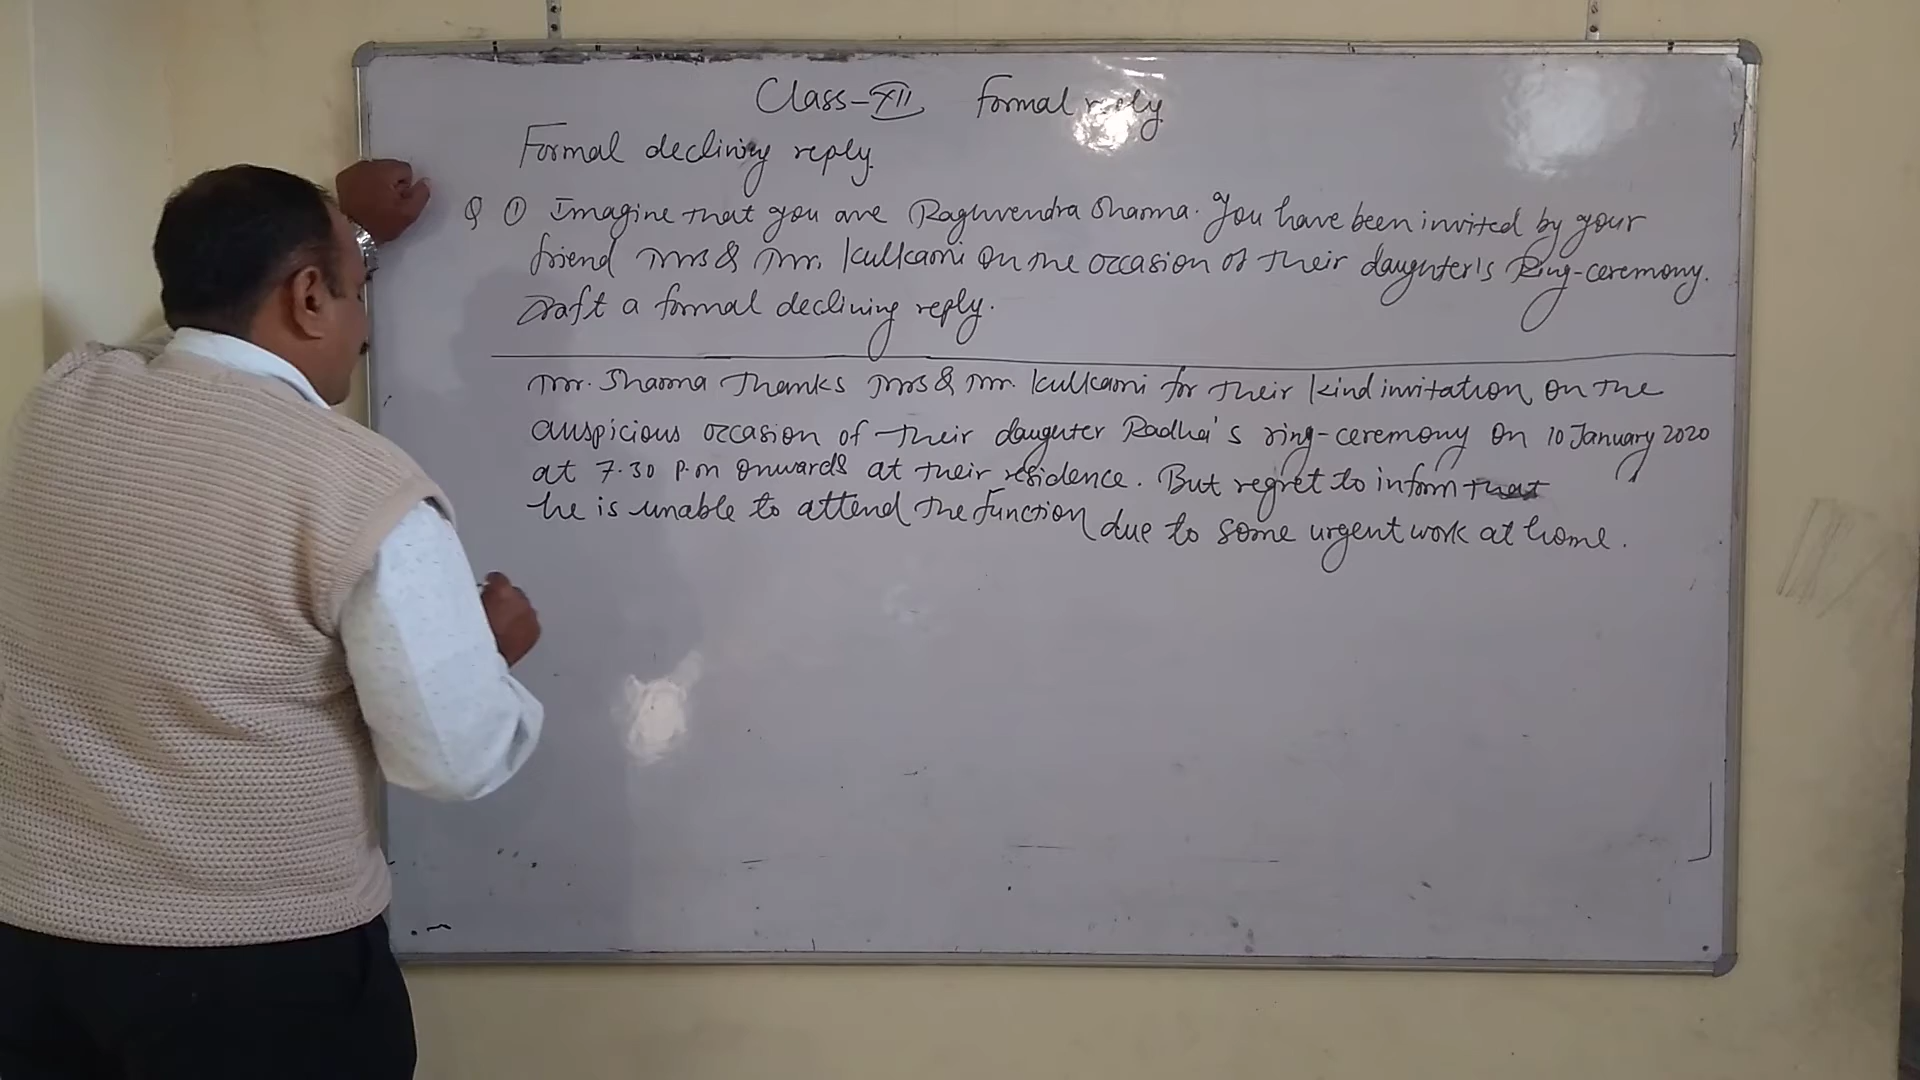 Class-XII Formal reply
Formal declining reply.
Q ① Imagine that you are Raghvendra Sharma. You have been invited by your
friend Mrs & Mr. Kulkarni On the occasion of their daughter's Ring-ceremony.
Draft a formal declining reply.
Mr. Sharma Thanks Mrs & Mr. Kulkarni for their kind invitation, on the
auspicious occasion of their daughter Radha's ring-ceremony on 10 January 2020
at 7.30 P.m onwards at their residence. But regret to inform that
he is unable to attend the function due to some urgent work at home.